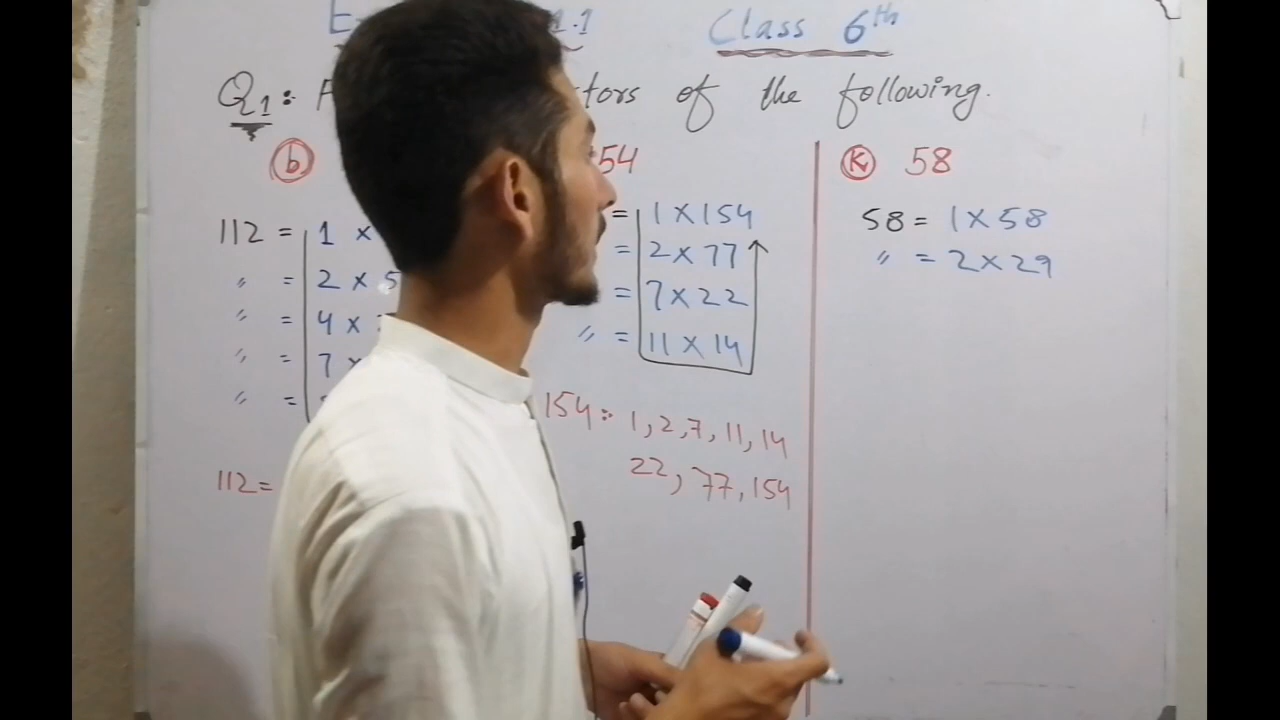 1.1 Class 6th
Q1: tors of the following.
b
112 = 1 ×
〃 = 2 × 5
〃 = 4 ×
〃 = 7 ×
〃 =
112 =
54
= 1 × 154
= 2 × 77
= 7 × 22
〃 = 11 × 14
154: 1, 2, 7, 11, 14
22, 77, 154
K 58
58 = 1 × 58
〃 = 2 × 29